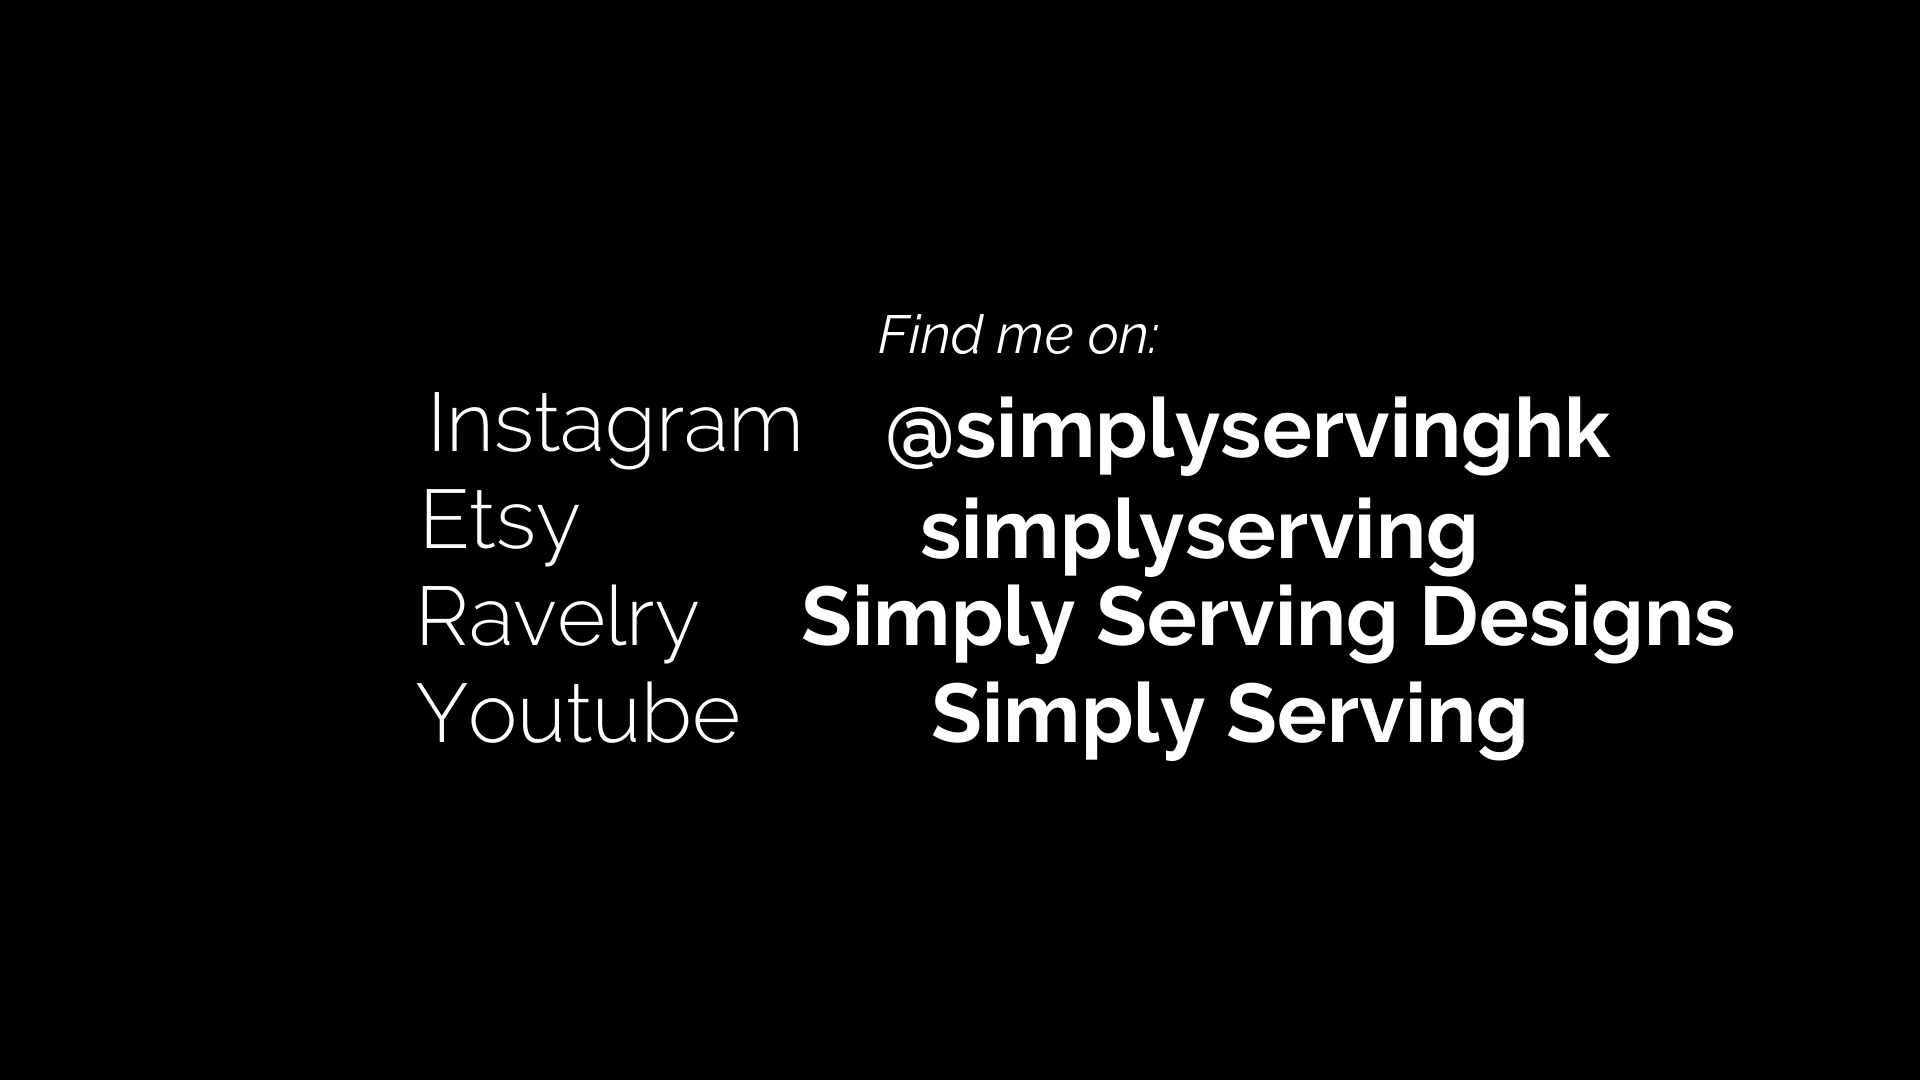 Find me on:
Instagram @simplyservinghk
Etsy simplyserving
Ravelry Simply Serving Designs
Youtube Simply Serving